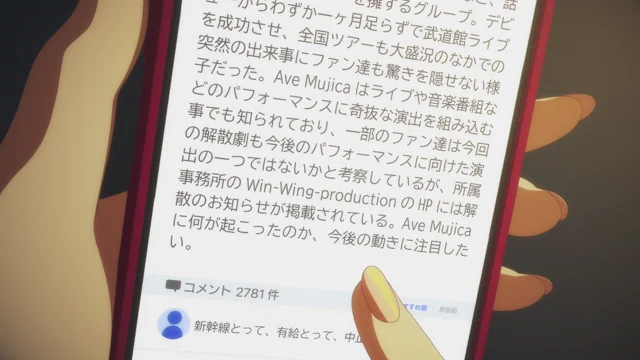 を擁するグループ。デビ
ューからわずか一ヶ月足らずで武道館ライブ
を成功させ、全国ツアーも大盛況のなかでの
突然の出来事にファン達も驚きを隠せない様
子だった。Ave Mujica はライブや音楽番組な
どのパフォーマンスに奇抜な演出を組み込む
事でも知られており、一部のファン達は今回
の解散劇も今後のパフォーマンスに向けた演
出の一つではないかと考察しているが、所属
事務所の Win-Wing-production の HP には解
散のお知らせが掲載されている。Ave Mujica
に何が起こったのか、今後の動きに注目した
い。
コメント 2781 件
新幹線とって、有給とって、中止